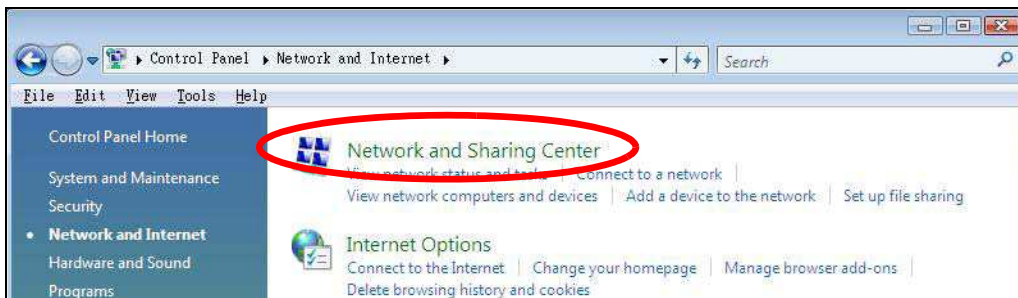 Control Panel Network and Internet
Search
File Edit View Tools Help
Control Panel Home
System and Maintenance
Security
Network and Internet
Hardware and Sound
Programs
Network and Sharing Center
View network status and tasks Connect to a network
View network computers and devices Add a device to the network Set up file sharing
Internet Options
Connect to the Internet Change your homepage Manage browser add-ons
Delete browsing history and cookies